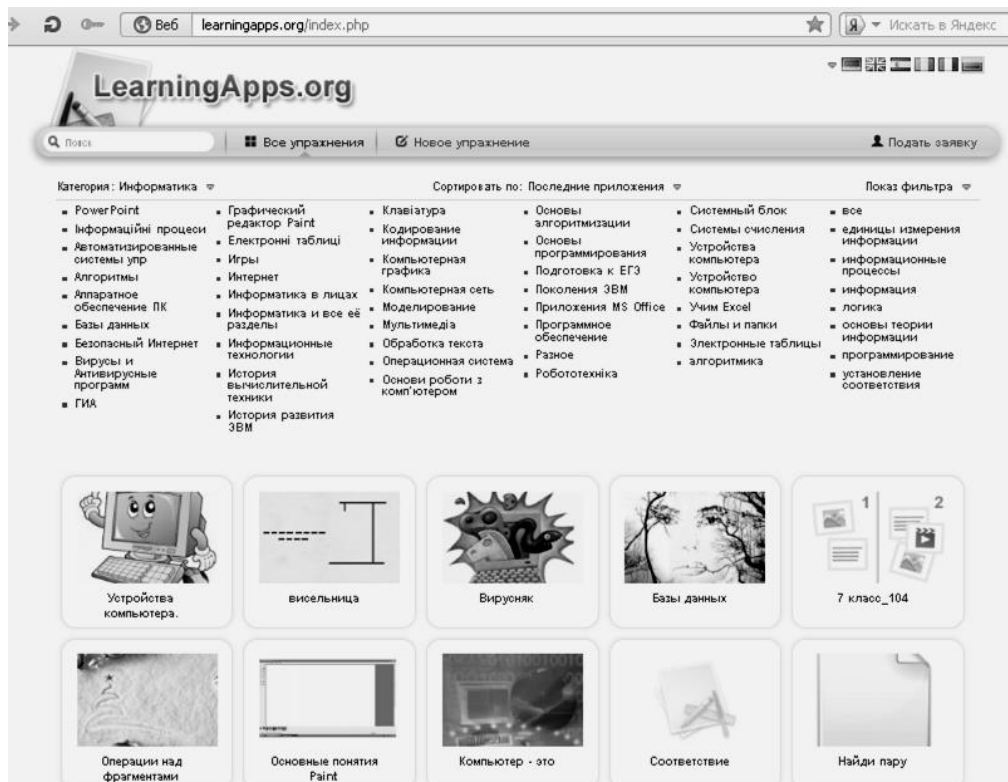 Веб learningapps.org/index.php Искать в Яндекс
LearningApps.org
Поиск Все упражнения Новое упражнение Подать заявку
Категория: Информатика Сортировать по: Последние приложения Показ фильтра
PowerPoint
Інформаційні процеси
Автоматизированные
системы упр
Алгоритмы
Аппаратное
обеспечение ПК
Базы данных
Безопасный Интернет
Вирусы и
Антивирусные
программ
ГИА
Графический
редактор Paint
Електронні таблиці
Игры
Интернет
Информатика в лицах
Информатика и все её
разделы
Информационные
технологии
История
вычислительной
техники
История развития
ЭВМ
Клавіатура
Кодирование
информации
Компьютерная
графика
Компьютерная сеть
Моделирование
Мультимедіа
Обработка текста
Операционная система
Основи роботи з
комп'ютером
Основы
алгоритмизации
Основы
программирования
Подготовка к ЕГЭ
Поколения ЭВМ
Приложения MS Office
Программное
обеспечение
Разное
Робототехніка
Системный блок
Системы счисления
Устройства
компьютера
Устройство
компьютера
Учим Excel
Файлы и папки
Электронные таблицы
алгоритмика
все
единицы измерения
информации
информационные
процессы
информация
логика
основы теории
информации
программирование
установление
соответствия
1 2
Устройства
компьютера.
висельница
Вирусняк
Базы данных
7 класс_104
Операции над
фрагментами
Основные понятия
Paint
Компьютер - это
Соответствие
Найди пару